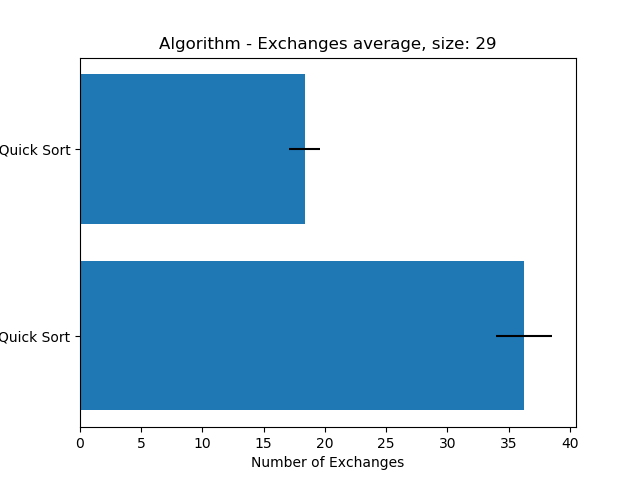 Algorithm - Exchanges average, size: 29
Quick Sort
Quick Sort
0 5 10 15 20 25 30 35 40
Number of Exchanges